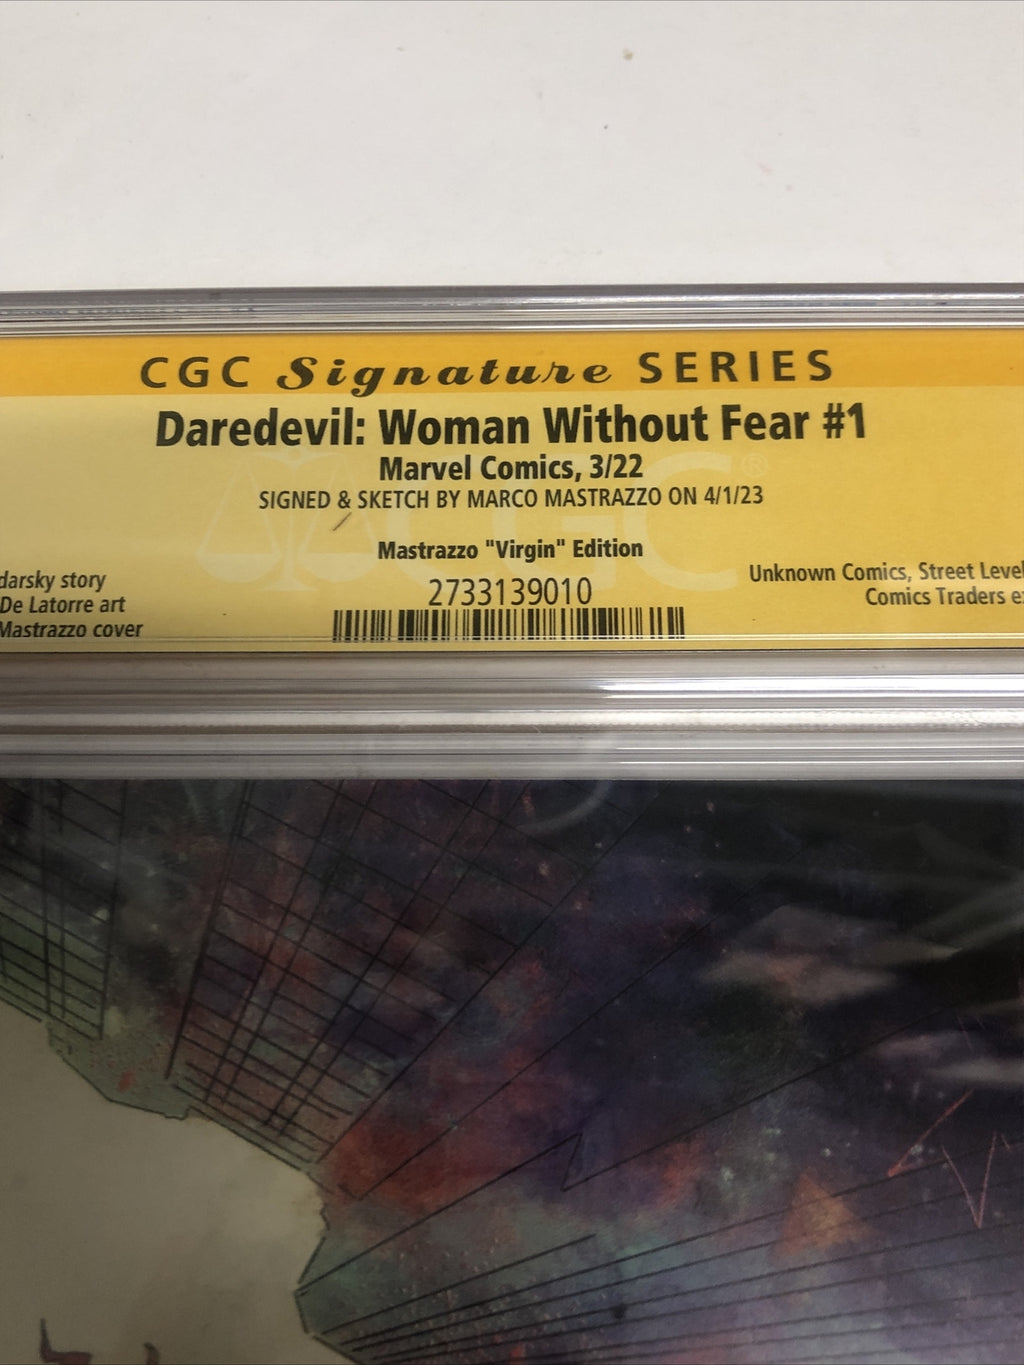 CGC Signature SERIES
Daredevil: Woman Without Fear #1
Marvel Comics, 3/22
SIGNED & SKETCH BY MARCO MASTRAZZO ON 4/1/23
Mastrazzo "Virgin" Edition
2733139010
darsky story
De Latorre art
Mastrazzo cover
Unknown Comics, Street Level
Comics Traders ex
CGC®